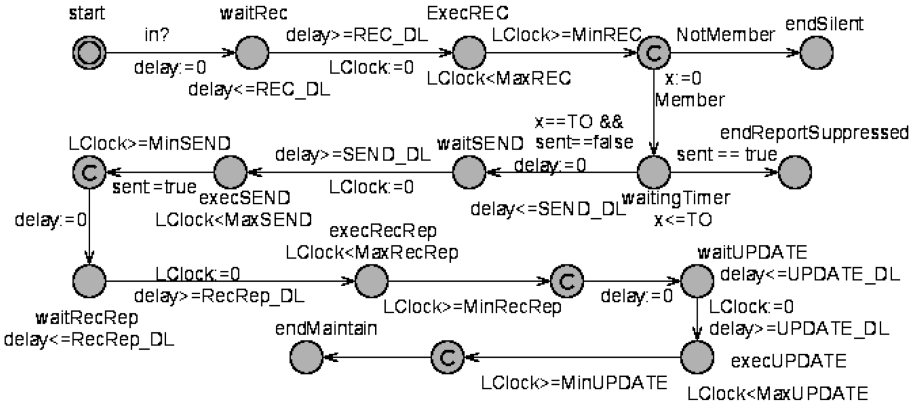 start
waitRec
ExecREC
endSilent
in?
delay>=REC_DL
LClock>=MinREC
NotMember
C
delay:=0
LClock:=0
delay<=REC_DL
LClock<MaxREC
x:=0
Member
x==TO &&
sent==false
delay:=0
endReportSuppressed
sent == true
LClock>=MinSEND
delay>=SEND_DL
waitSEND
C
sent=true
LClock:=0
execSEND
LClock<MaxSEND
delay<=SEND_DL
waitingTimer
x<=TO
delay:=0
execRecRep
LClock<MaxRecRep
waitUPDATE
delay<=UPDATE_DL
LClock:=0
delay>=RecRep_DL
C
delay:=0
LClock>=MinRecRep
LClock:=0
delay>=UPDATE_DL
waitRecRep
delay<=RecRep_DL
endMaintain
C
execUPDATE
LClock>=MinUPDATE
LClock<MaxUPDATE